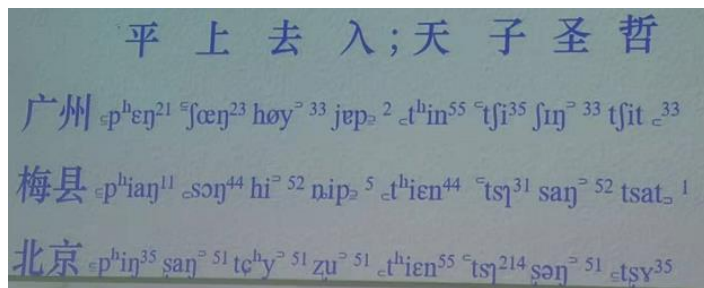 平 上 去 入;天 子 圣 哲
广州 ꜁pʰɛŋ²¹ ꜂ʃœŋ²³ høy꜄ ³³ jɐp꜇ ² ꜀tʰin⁵⁵ ꜂tʃi³⁵ ʃɪŋ꜄ ³³ tʃit ꜀³³
梅县 ꜁pʰiaŋ¹¹ ꜀sɔŋ⁴⁴ hi꜄ ⁵² ȵip꜇ ⁵ ꜀tʰiɛn⁴⁴ ꜂tsɿ³¹ saŋ꜄ ⁵² tsat꜆ ¹
北京 ꜁pʰiŋ³⁵ ʂaŋ꜄ ⁵¹ tɕʰy꜄ ⁵¹ ʐu꜄ ⁵¹ ꜀tʰiɛn⁵⁵ ꜂tsɿ²¹⁴ ʂəŋ꜄ ⁵¹ ꜁tʂɤ³⁵